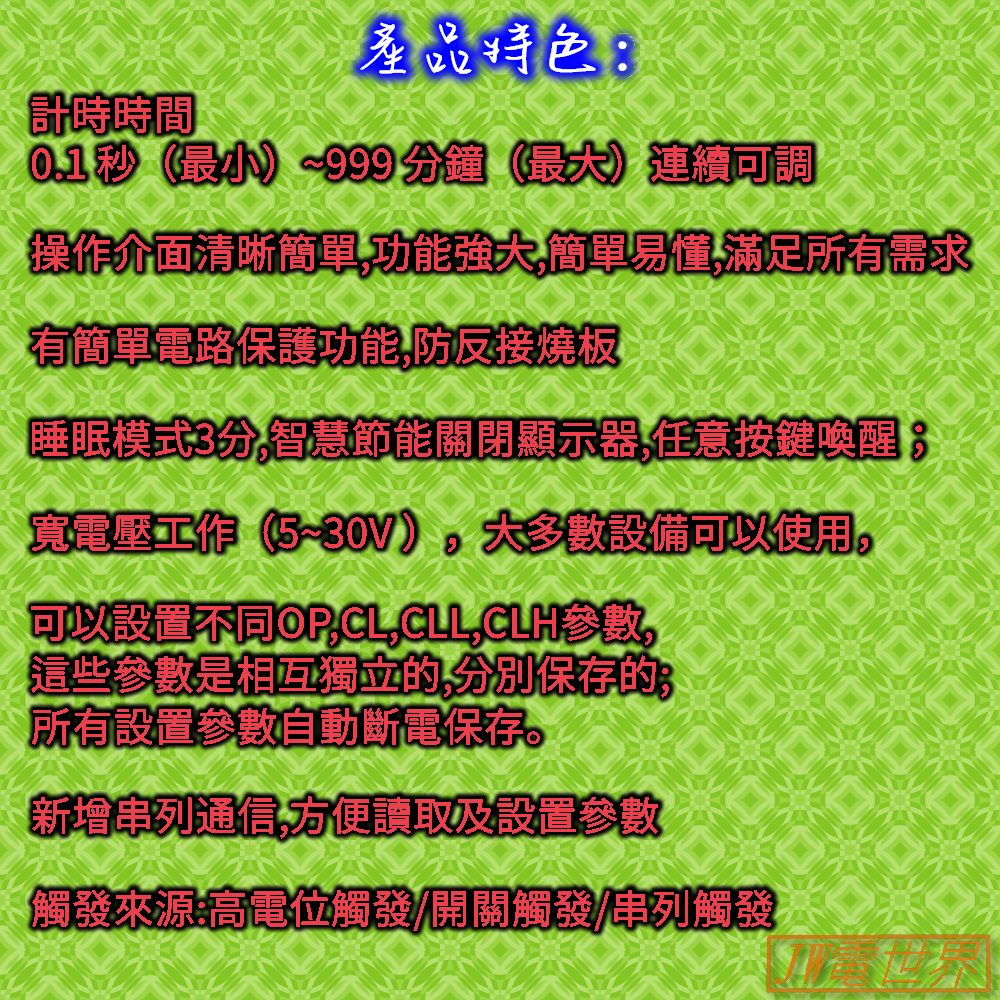 產品特色：
計時時間
0.1 秒（最小）~999 分鐘（最大）連續可調
操作介面清晰簡單,功能強大,簡單易懂,滿足所有需求
有簡單電路保護功能,防反接燒板
睡眠模式3分,智慧節能關閉顯示器,任意按鍵喚醒；
寬電壓工作（5~30V），大多數設備可以使用，
可以設置不同OP,CL,CLL,CLH參數,
這些參數是相互獨立的,分別保存的;
所有設置參數自動斷電保存。
新增串列通信,方便讀取及設置參數
觸發來源:高電位觸發/開關觸發/串列觸發
JW電世界